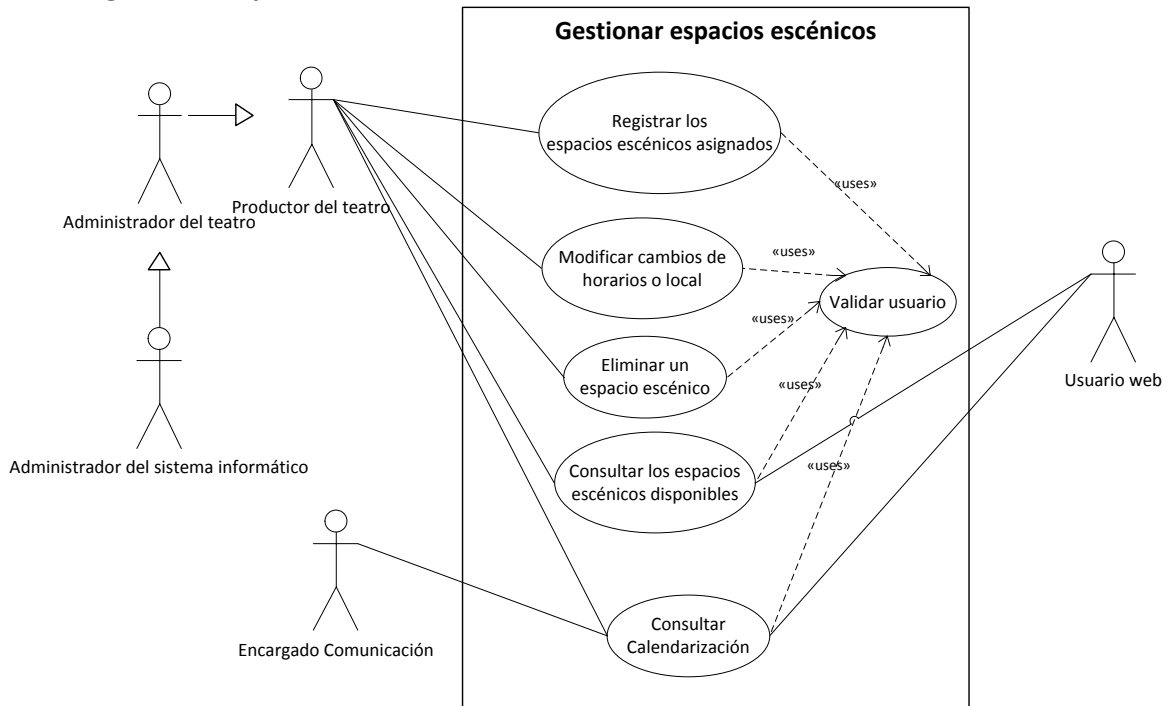 Gestionar espacios escénicos
Registrar los
espacios escénicos asignados
«uses»
Administrador del teatro
Productor del teatro
Modificar cambios de
horarios o local
«uses»
Validar usuario
«uses»
Eliminar un
espacio escénico
«uses»
Usuario web
Administrador del sistema informático
Consultar los espacios
escénicos disponibles
«uses»
Encargado Comunicación
Consultar
Calendarización